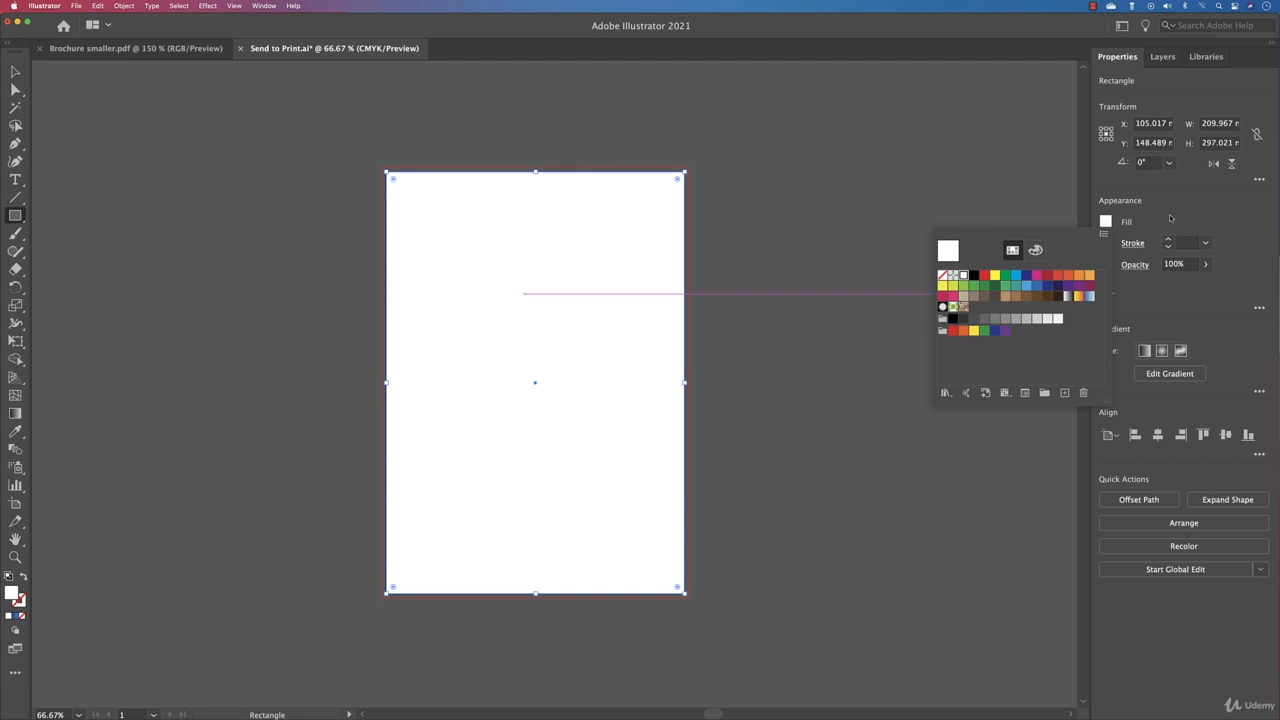 Illustrator File Edit Object Type Select Effect View Window Help
Adobe Illustrator 2021
Search Adobe Help
Brochure smaller.pdf @ 150 % (RGB/Preview)
Send to Print.ai* @ 66.67 % (CMYK/Preview)
Properties Layers Libraries
Rectangle
Transform
X: 105.017 W: 209.967
Y: 148.489 H: 297.021
0°
Appearance
Fill
Stroke
Opacity 100%
Edit Gradient
Align
Quick Actions
Offset Path Expand Shape
Arrange
Recolor
Start Global Edit
66.67% 1 Rectangle
Udemy